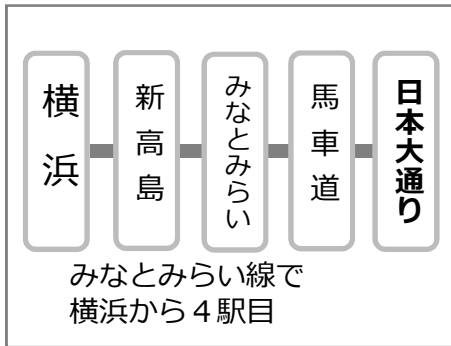 横浜
新高島
みなとみらい
馬車道
日本大通り
みなとみらい線で
横浜から４駅目